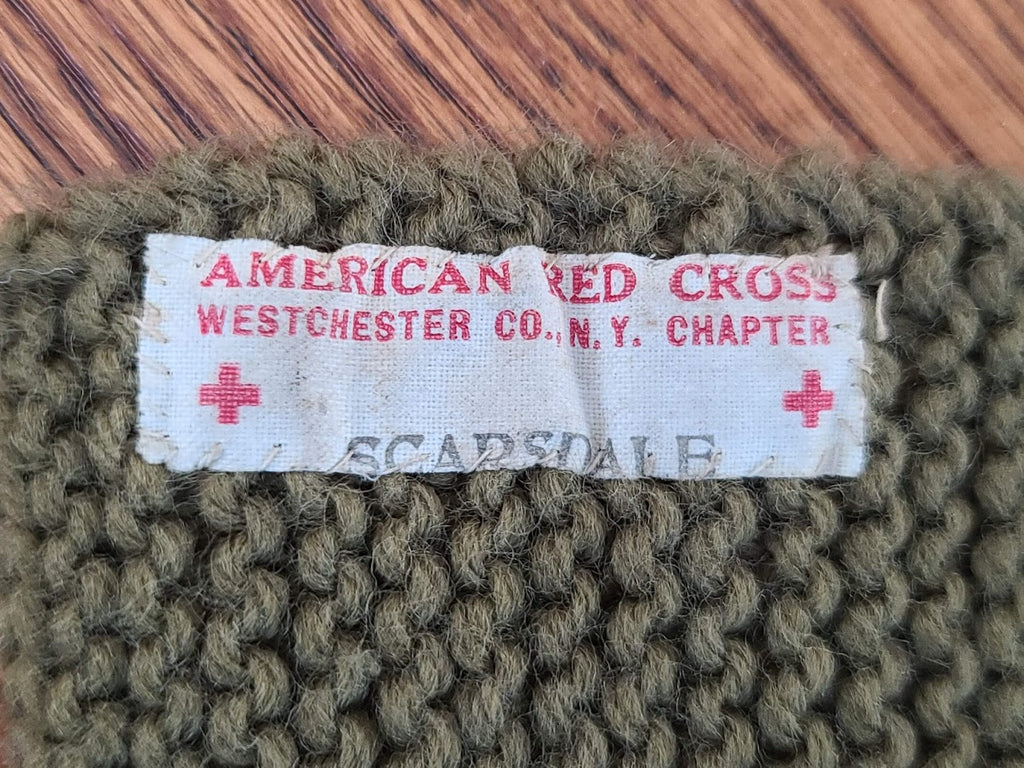 AMERICAN RED CROSS
WESTCHESTER CO., N.Y. CHAPTER
SCARSDALE